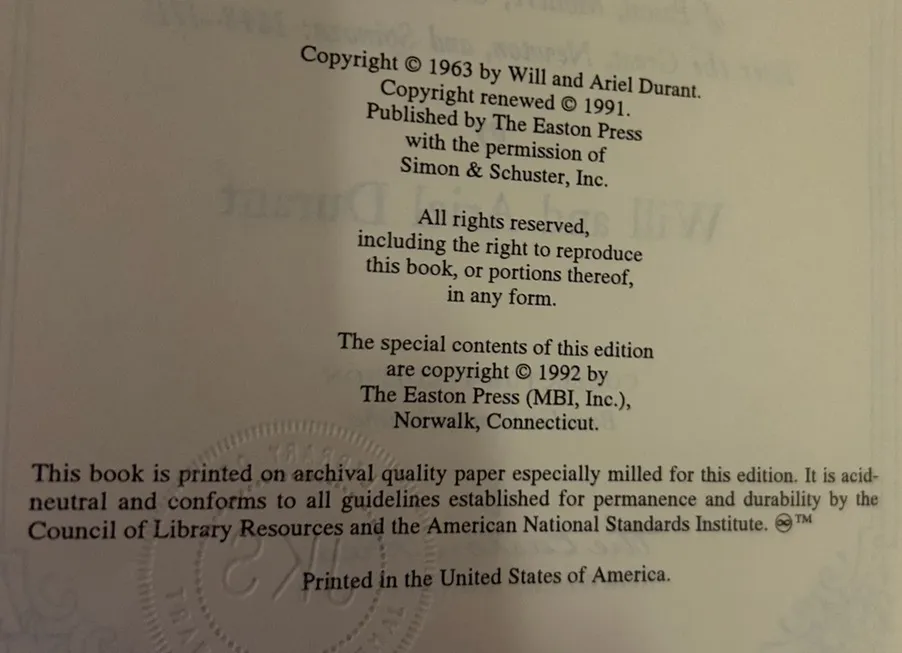 Copyright © 1963 by Will and Ariel Durant.
Copyright renewed © 1991.
Published by The Easton Press
with the permission of
Simon & Schuster, Inc.
All rights reserved,
including the right to reproduce
this book, or portions thereof,
in any form.
The special contents of this edition
are copyright © 1992 by
The Easton Press (MBI, Inc.),
Norwalk, Connecticut.
This book is printed on archival quality paper especially milled for this edition. It is acid-
neutral and conforms to all guidelines established for permanence and durability by the
Council of Library Resources and the American National Standards Institute. ♾™
Printed in the United States of America.